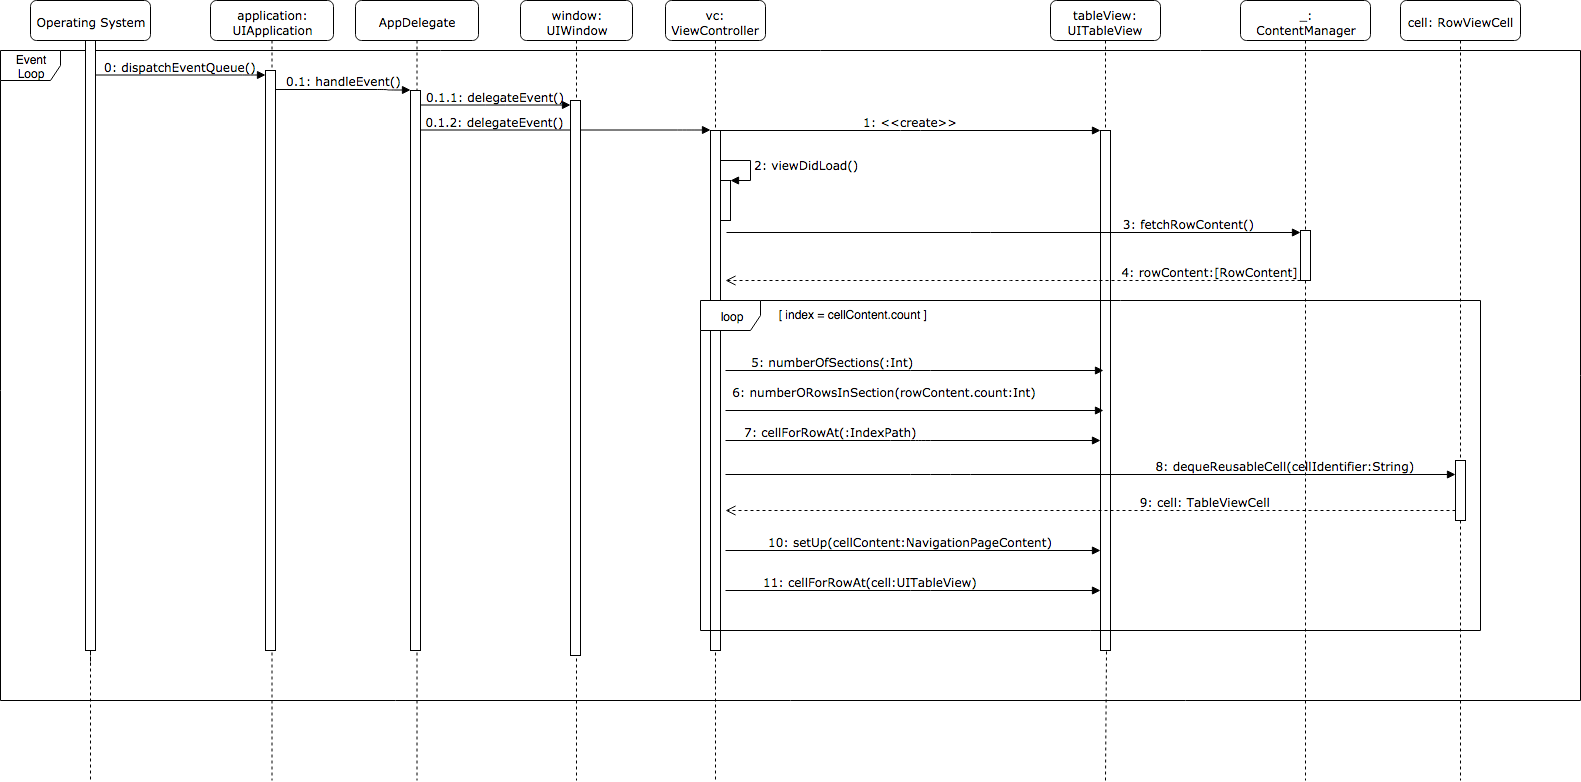 Operating System
application:
UIApplication
AppDelegate
window:
UIWindow
vc:
ViewController
tableView:
UITableView
_:
ContentManager
cell: RowViewCell
Event
Loop
0: dispatchEventQueue()
0.1: handleEvent()
0.1.1: delegateEvent()
0.1.2: delegateEvent()
1: <<create>>
2: viewDidLoad()
3: fetchRowContent()
4: rowContent:[RowContent]
loop
[ index = cellContent.count ]
5: numberOfSections(:Int)
6: numberORowsInSection(rowContent.count:Int)
7: cellForRowAt(:IndexPath)
8: dequeReusableCell(cellIdentifier:String)
9: cell: TableViewCell
10: setUp(cellContent:NavigationPageContent)
11: cellForRowAt(cell:UITableView)